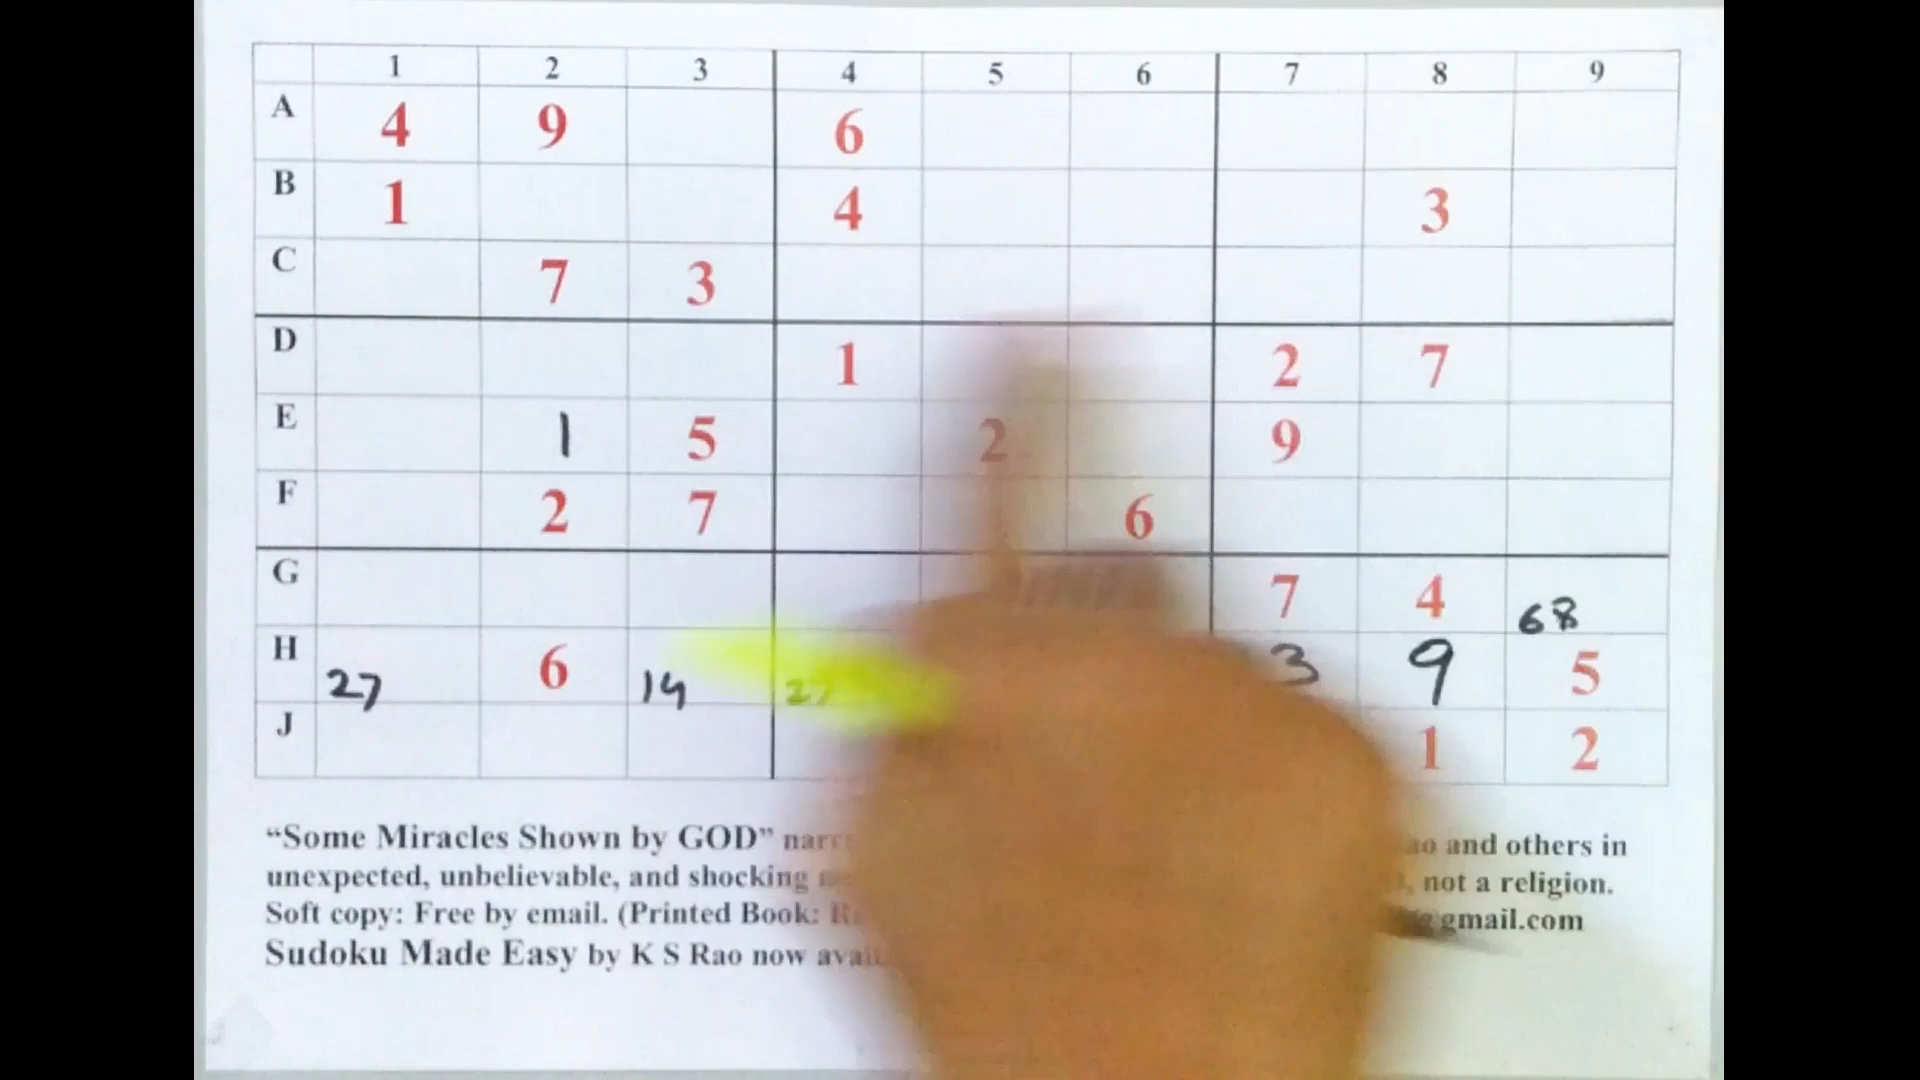 1 2 3 4 5 6 7 8 9
A 4 9 6
B 1 4 3
C 7 3
D 1 2 7
E 1 5 2 9
F 2 7 6
G 7 4 68
H 27 6 14 27 3 9 5
J 1 2
“Some Miracles Shown by GOD” and others in
unexpected, unbelievable, and shocking not a religion.
Soft copy: Free by email. (Printed Book: gmail.com
Sudoku Made Easy by K S Rao now